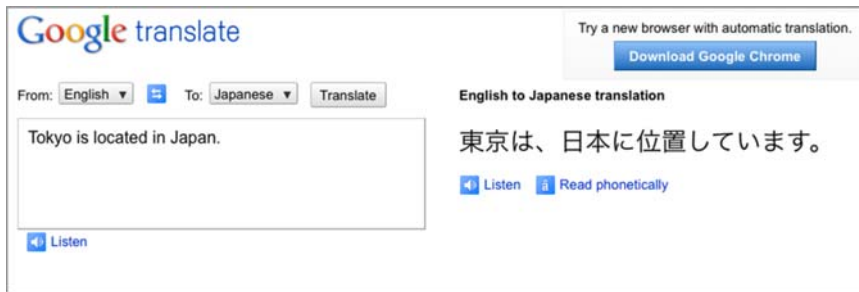 Google translate
Try a new browser with automatic translation.
Download Google Chrome
From: English ▼ To: Japanese ▼ Translate
English to Japanese translation
Tokyo is located in Japan.
東京は、日本に位置しています。
Listen ā Read phonetically
Listen